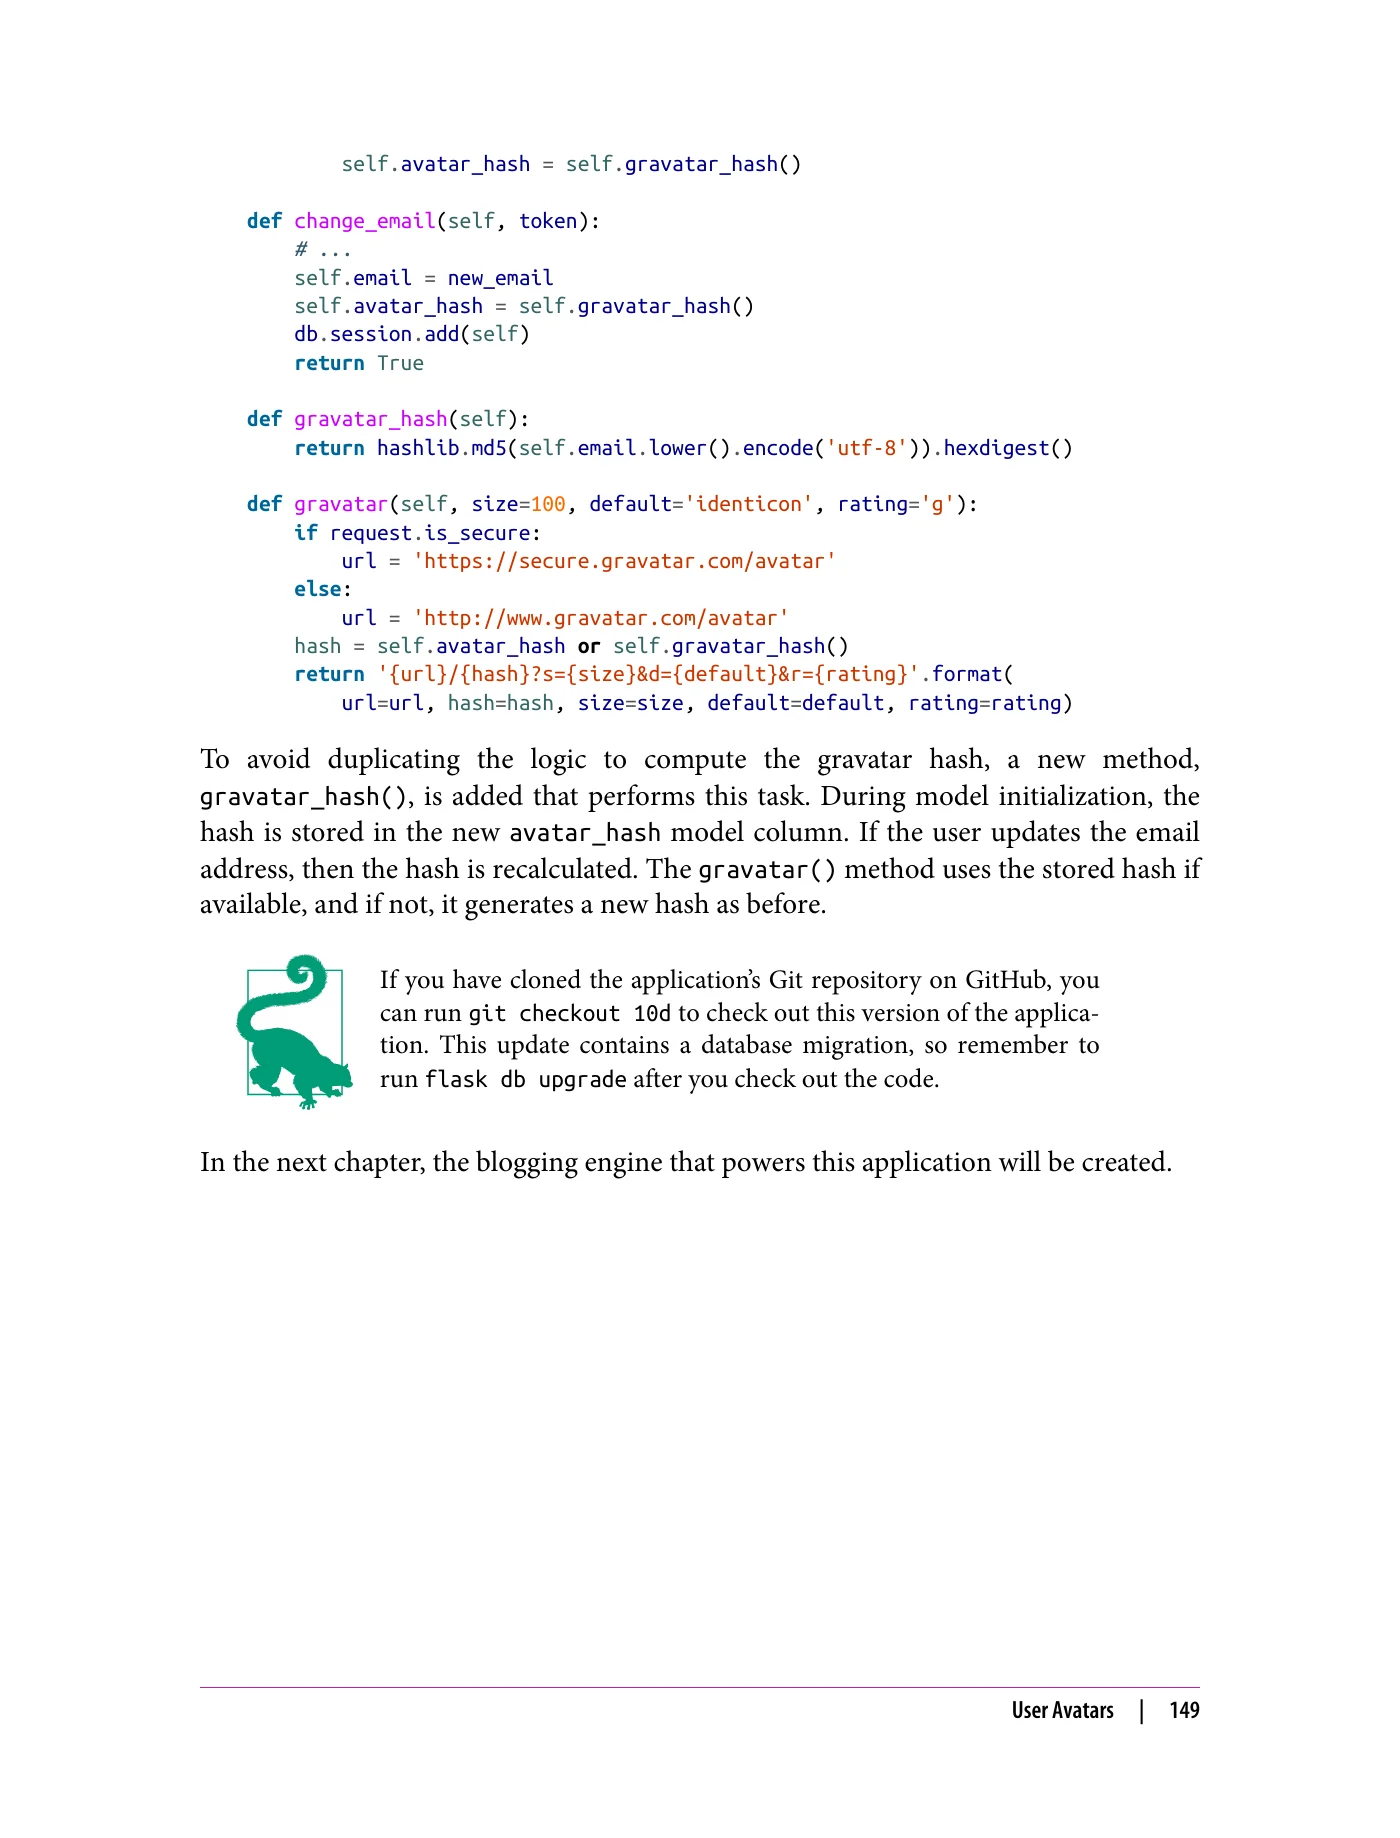 self.avatar_hash = self.gravatar_hash()
def change_email(self, token):
# ...
self.email = new_email
self.avatar_hash = self.gravatar_hash()
db.session.add(self)
return True
def gravatar_hash(self):
return hashlib.md5(self.email.lower().encode('utf-8')).hexdigest()
def gravatar(self, size=100, default='identicon', rating='g'):
if request.is_secure:
url = 'https://secure.gravatar.com/avatar'
else:
url = 'http://www.gravatar.com/avatar'
hash = self.avatar_hash or self.gravatar_hash()
return '{url}/{hash}?s={size}&d={default}&r={rating}'.format(
url=url, hash=hash, size=size, default=default, rating=rating)
To avoid duplicating the logic to compute the gravatar hash, a new method,
gravatar_hash(), is added that performs this task. During model initialization, the
hash is stored in the new avatar_hash model column. If the user updates the email
address, then the hash is recalculated. The gravatar() method uses the stored hash if
available, and if not, it generates a new hash as before.
If you have cloned the application’s Git repository on GitHub, you
can run git checkout 10d to check out this version of the applica-
tion. This update contains a database migration, so remember to
run flask db upgrade after you check out the code.
In the next chapter, the blogging engine that powers this application will be created.
User Avatars | 149